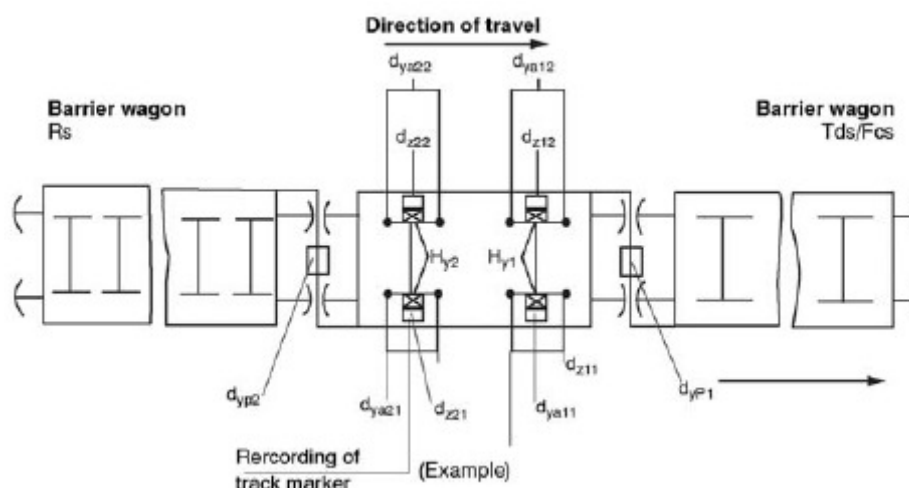 Direction of travel
dya22
dya12
Barrier wagon
Rs
Barrier wagon
Tds/Fcs
dz22
dz12
Hy2
Hy1
dz11
dyp2
dya21
dz21
dya11
dyP1
Rercording of
track marker
(Example)